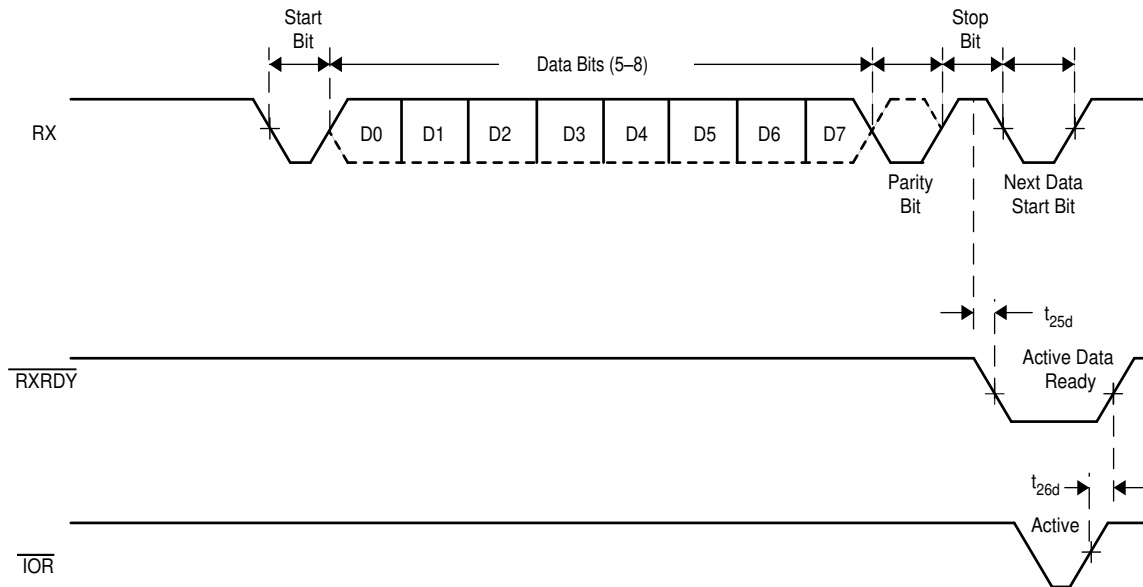 Start
Bit
Data Bits (5–8)
Stop
Bit
RX
D0 D1 D2 D3 D4 D5 D6 D7
Parity
Bit
Next Data
Start Bit
t25d
RXRDY
Active Data
Ready
t26d
Active
IOR